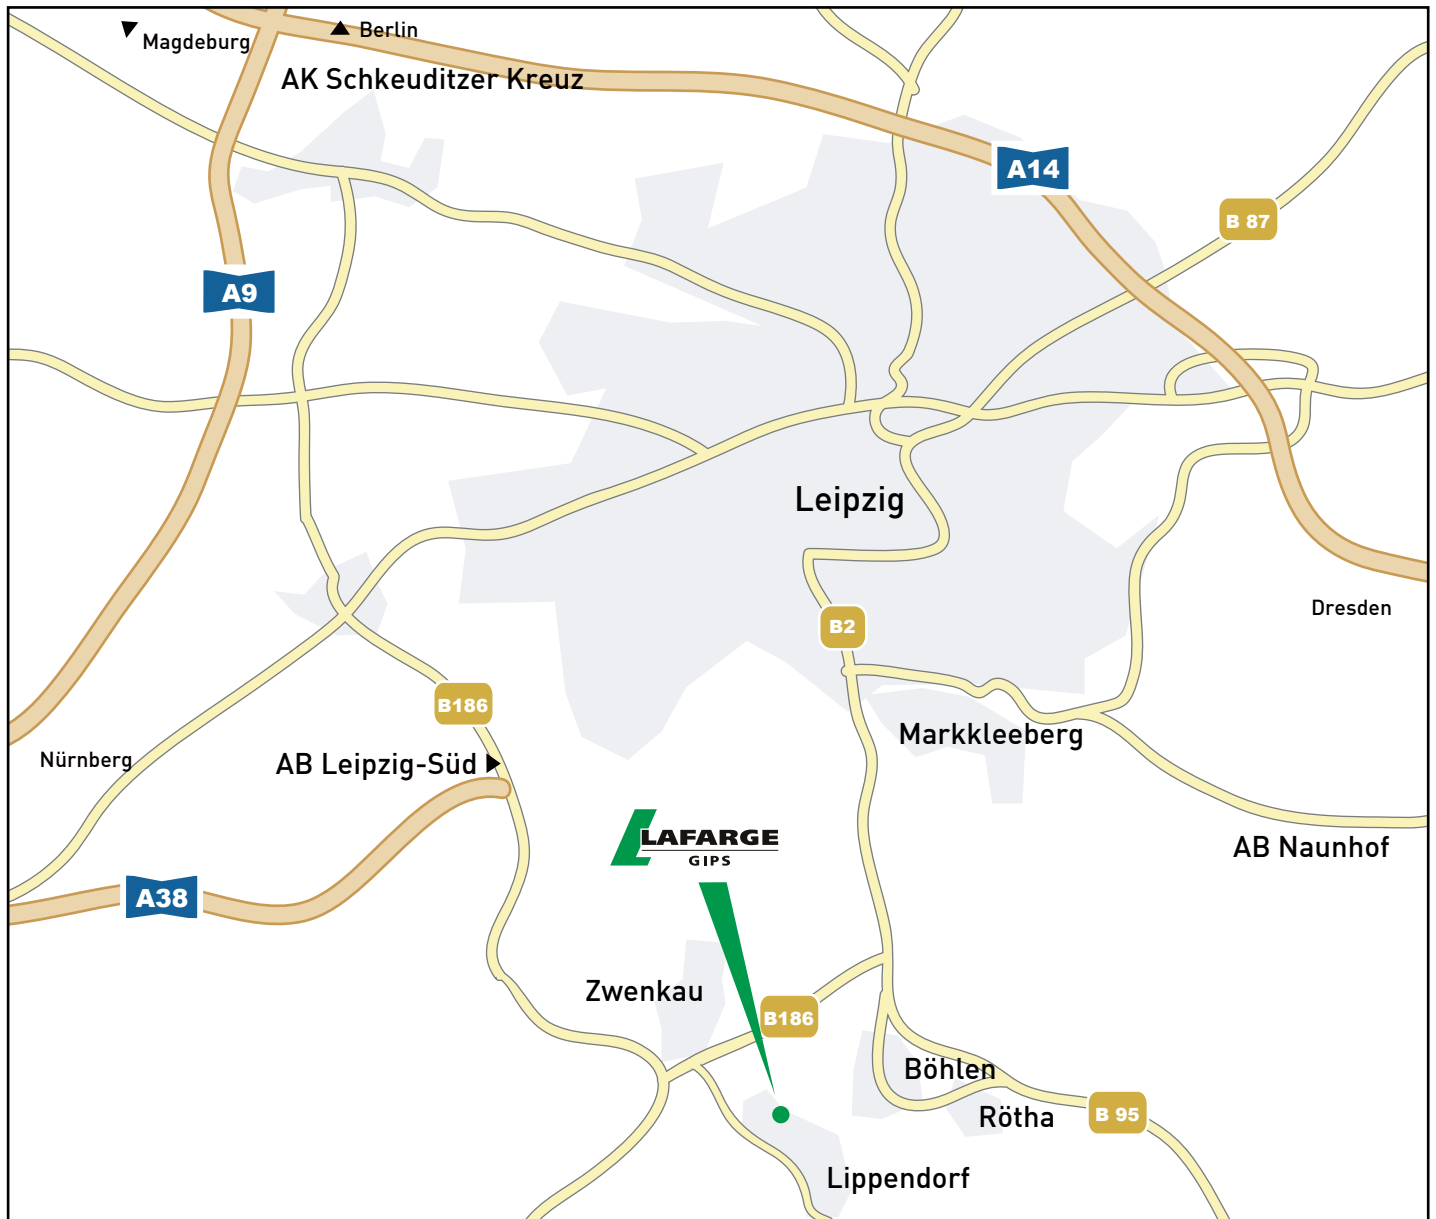 Berlin
Magdeburg
AK Schkeuditzer Kreuz
A14
B 87
A9
Leipzig
Dresden
B2
B186
Markkleeberg
Nürnberg
AB Leipzig-Süd
LAFARGE
GIPS
AB Naunhof
A38
Zwenkau
B186
Böhlen
Rötha
B 95
Lippendorf